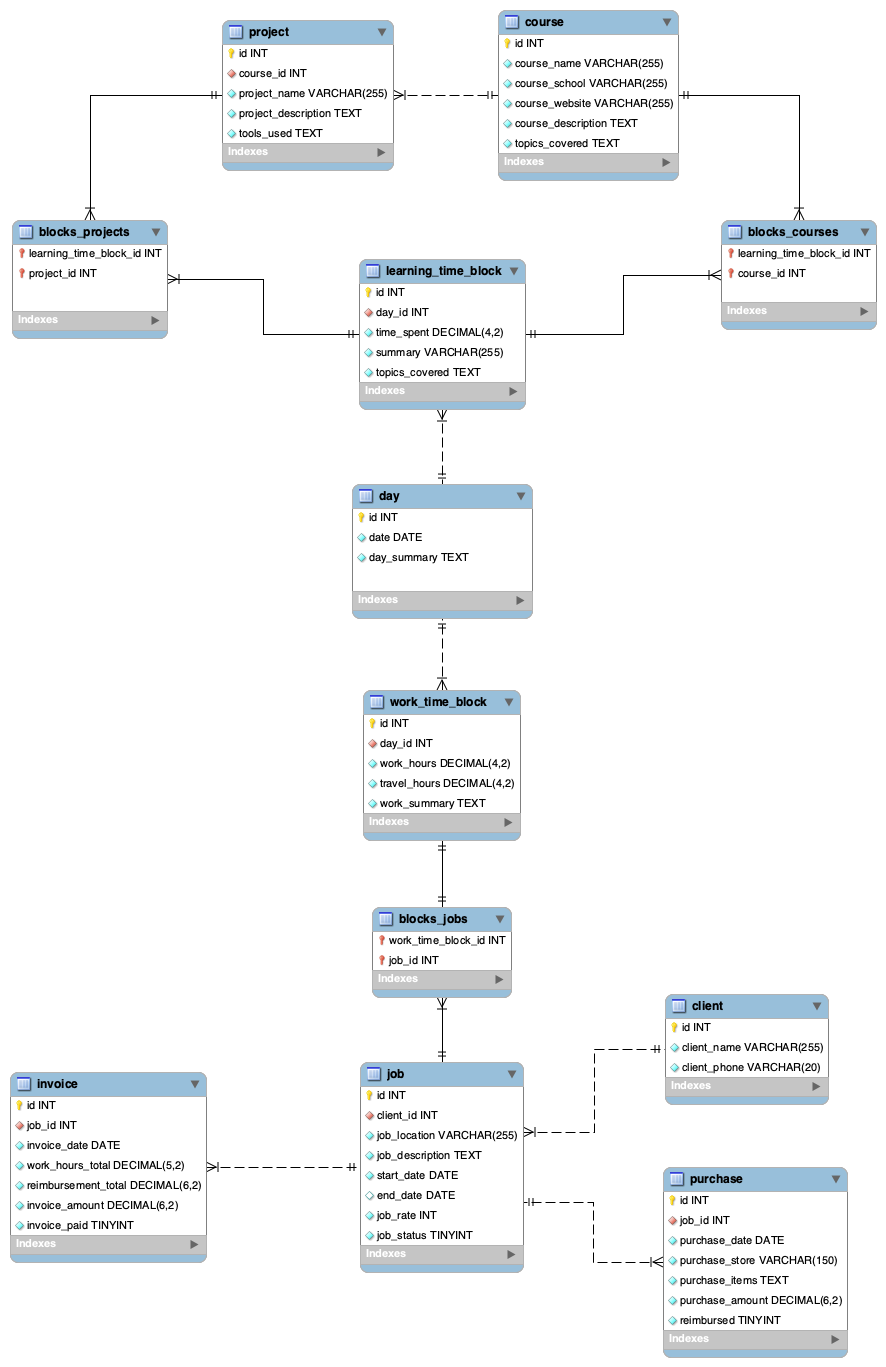 project
id INT
course_id INT
project_name VARCHAR(255)
project_description TEXT
tools_used TEXT
Indexes
course
id INT
course_name VARCHAR(255)
course_school VARCHAR(255)
course_website VARCHAR(255)
course_description TEXT
topics_covered TEXT
Indexes
blocks_projects
learning_time_block_id INT
project_id INT
Indexes
learning_time_block
id INT
day_id INT
time_spent DECIMAL(4,2)
summary VARCHAR(255)
topics_covered TEXT
Indexes
blocks_courses
learning_time_block_id INT
course_id INT
Indexes
day
id INT
date DATE
day_summary TEXT
Indexes
work_time_block
id INT
day_id INT
work_hours DECIMAL(4,2)
travel_hours DECIMAL(4,2)
work_summary TEXT
Indexes
blocks_jobs
work_time_block_id INT
job_id INT
Indexes
client
id INT
client_name VARCHAR(255)
client_phone VARCHAR(20)
Indexes
invoice
id INT
job_id INT
invoice_date DATE
work_hours_total DECIMAL(5,2)
reimbursement_total DECIMAL(6,2)
invoice_amount DECIMAL(6,2)
invoice_paid TINYINT
Indexes
job
id INT
client_id INT
job_location VARCHAR(255)
job_description TEXT
start_date DATE
end_date DATE
job_rate INT
job_status TINYINT
Indexes
purchase
id INT
job_id INT
purchase_date DATE
purchase_store VARCHAR(150)
purchase_items TEXT
purchase_amount DECIMAL(6,2)
reimbursed TINYINT
Indexes